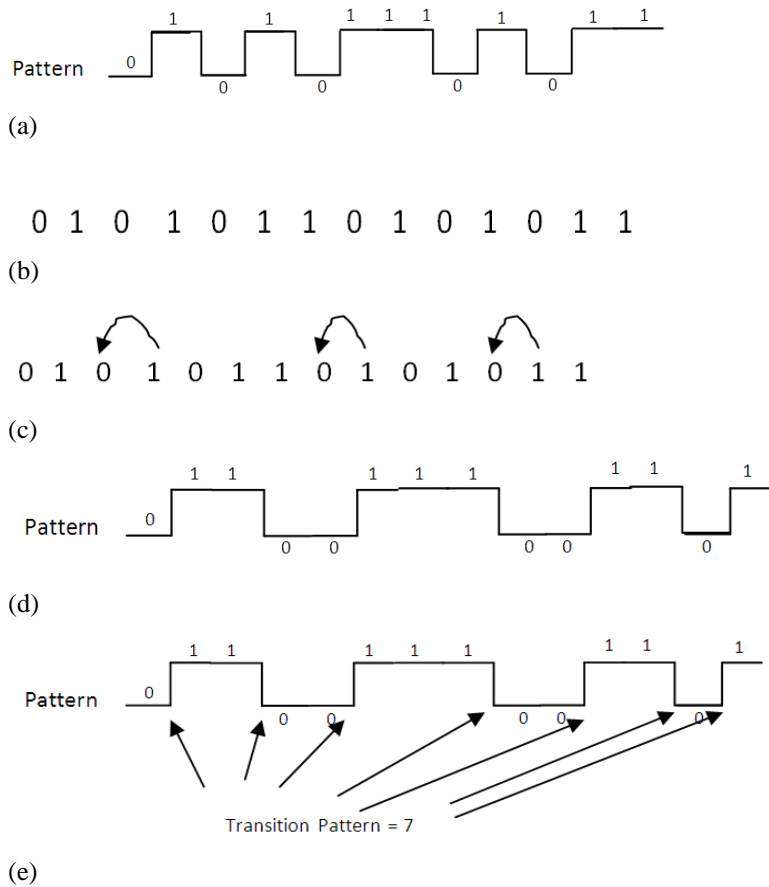 1 1 1 1 1 1 1 1
Pattern 0
0 0 0 0
(a)
0 1 0 1 0 1 1 0 1 0 1 0 1 1
(b)
0 1 0 1 0 1 1 0 1 0 1 0 1 1
(c)
1 1 1 1 1 1 1 1
Pattern 0
0 0 0 0 0
(d)
1 1 1 1 1 1 1 1
Pattern 0
0 0 0 0 0
Transition Pattern = 7
(e)